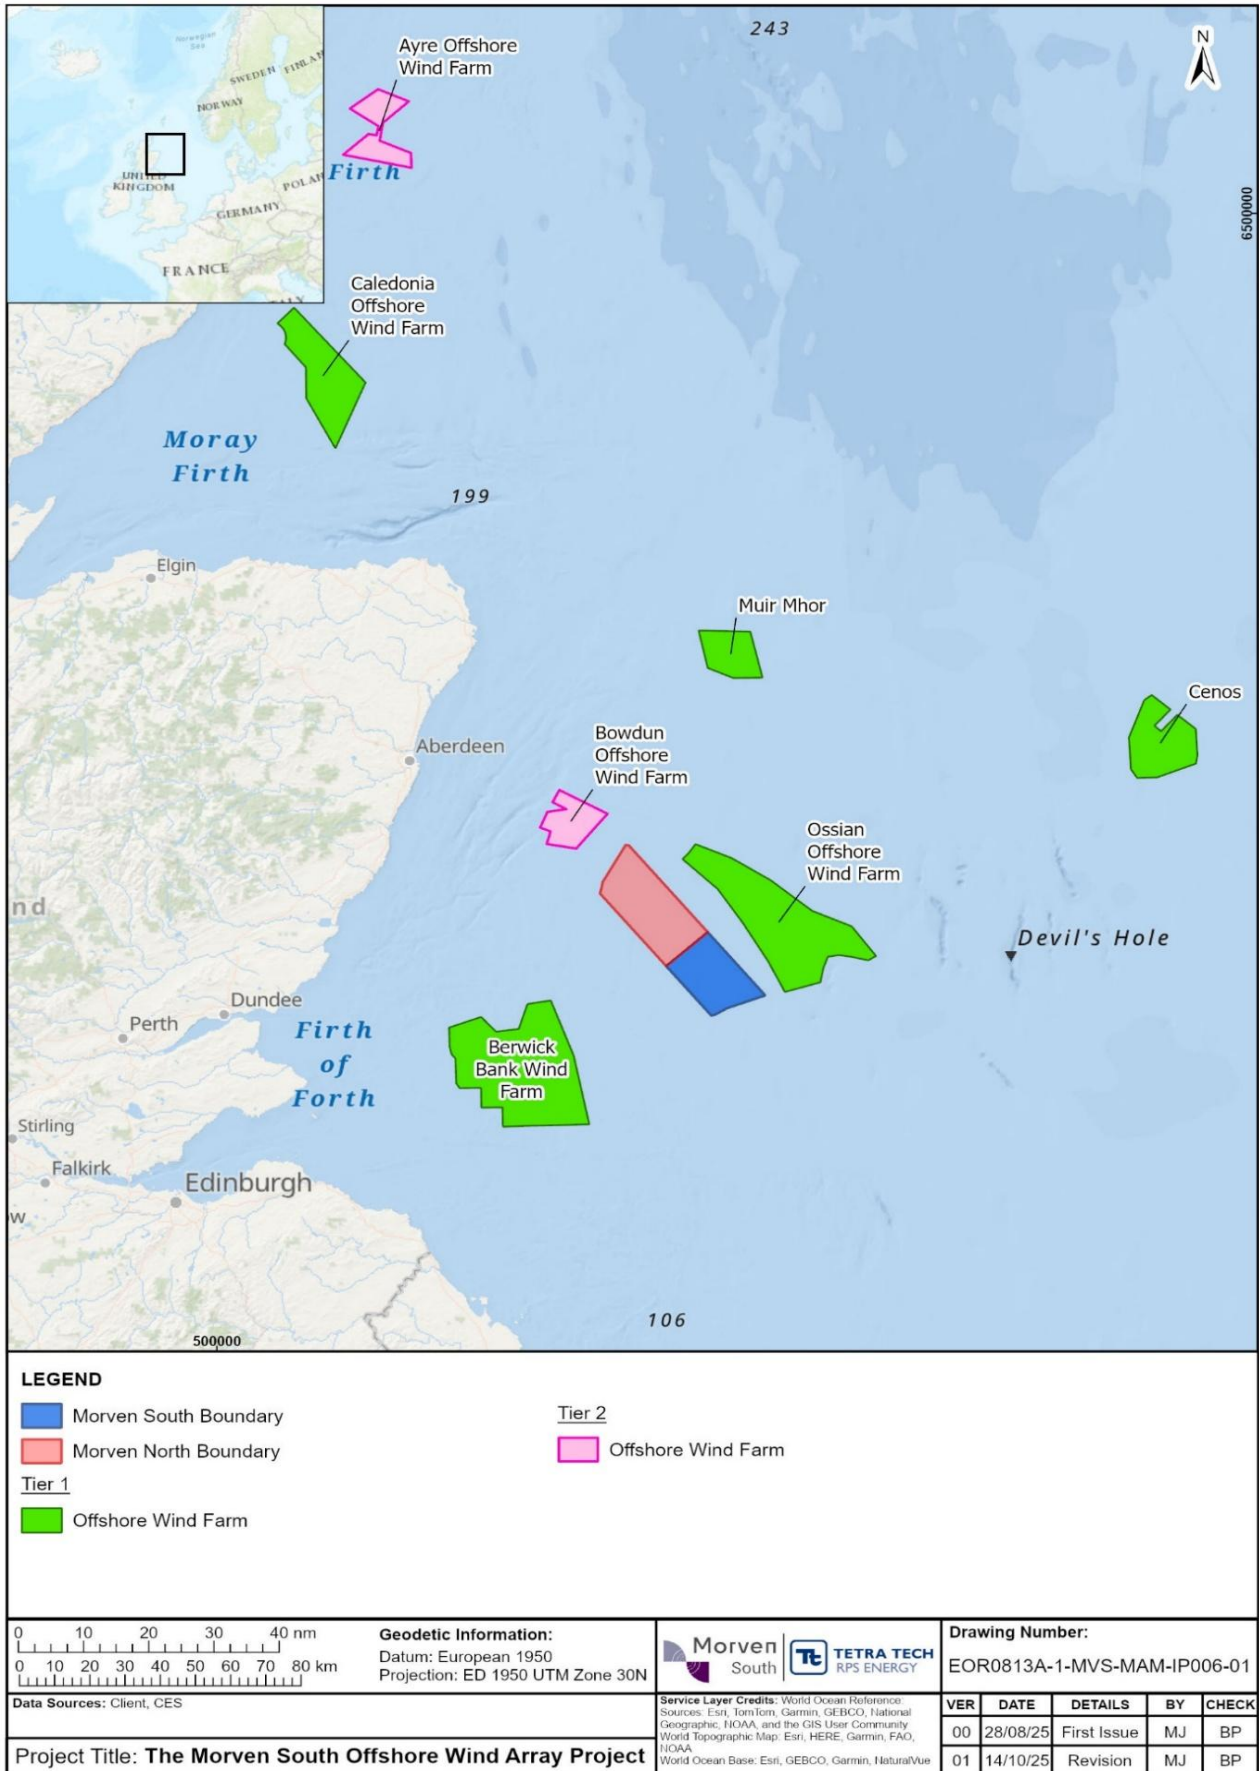 243
N
Norwegian
Sea
SWEDEN
FINLAN
NORWAY
UNITED
KINGDOM
POLAN
GERMANY
FRANCE
ITALY
Ayre Offshore
Wind Farm
Firth
6500000
Caledonia
Offshore
Wind Farm
Moray
Firth
199
Elgin
Muir Mhor
Cenos
Aberdeen
Bowdun
Offshore
Wind Farm
Ossian
Offshore
Wind Farm
nd
Devil's Hole
Dundee
Perth
Firth
of
Forth
Berwick
Bank Wind
Farm
Stirling
Falkirk
Edinburgh
w
106
500000
LEGEND
Morven South Boundary
Morven North Boundary
Tier 1
Offshore Wind Farm
Tier 2
Offshore Wind Farm
0 10 20 30 40 nm
0 10 20 30 40 50 60 70 80 km
Geodetic Information:
Datum: European 1950
Projection: ED 1950 UTM Zone 30N
Morven
South
Tt TETRA TECH
RPS ENERGY
Drawing Number:
EOR0813A-1-MVS-MAM-IP006-01
Data Sources: Client, CES
Service Layer Credits: World Ocean Reference:
Sources: Esri, TomTom, Garmin, GEBCO, National
Geographic, NOAA, and the GIS User Community
World Topographic Map: Esri, HERE, Garmin, FAO,
NOAA
World Ocean Base: Esri, GEBCO, Garmin, NaturalVue
VER DATE DETAILS BY CHECK
00 28/08/25 First Issue MJ BP
01 14/10/25 Revision MJ BP
Project Title: The Morven South Offshore Wind Array Project